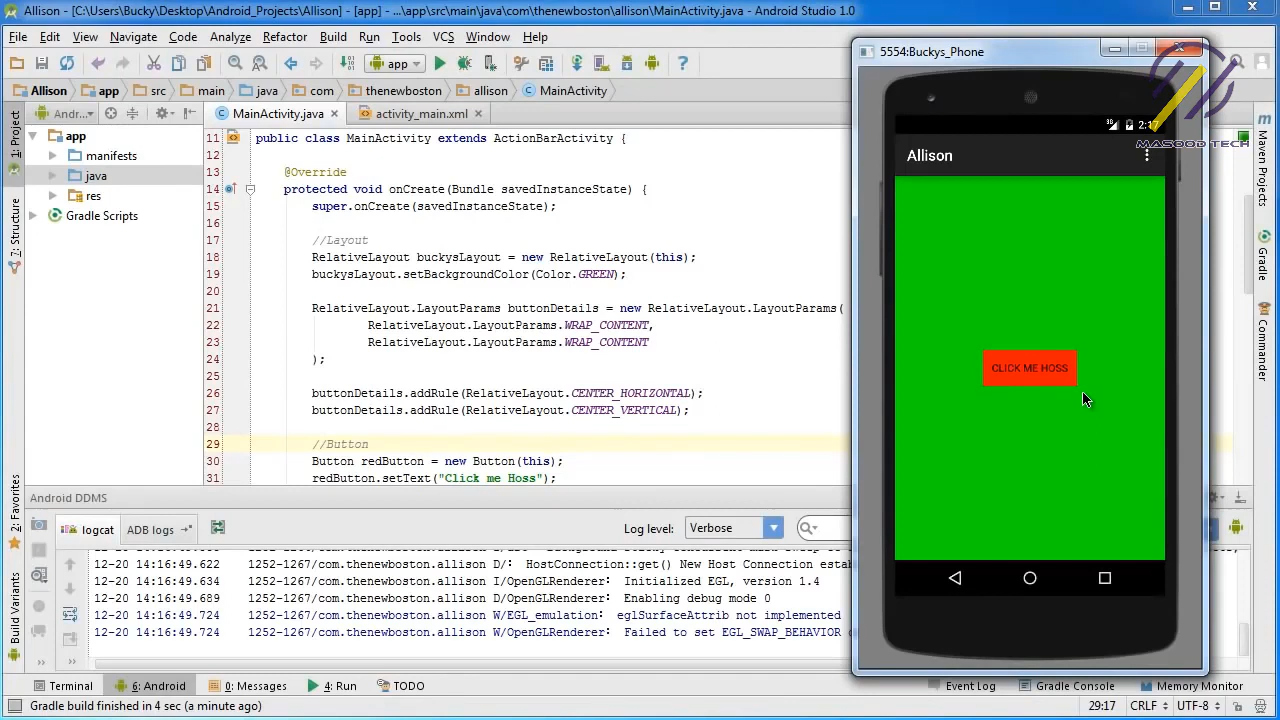 Allison - [C:\Users\Bucky\Desktop\Android_Projects\Allison] - [app] - ...\app\src\main\java\com\thenewboston\allison\MainActivity.java - Android Studio 1.0
File Edit View Navigate Code Analyze Refactor Build Run Tools VCS Window Help
app
Allison app src main java com thenewboston allison MainActivity
Andr...
MainActivity.java
activity_main.xml
1: Project
7: Structure
2: Favorites
Build Variants
app
manifests
java
res
Gradle Scripts
11 public class MainActivity extends ActionBarActivity {
12
13 @Override
14 protected void onCreate(Bundle savedInstanceState) {
15 super.onCreate(savedInstanceState);
16
17 //Layout
18 RelativeLayout buckysLayout = new RelativeLayout(this);
19 buckysLayout.setBackgroundColor(Color.GREEN);
20
21 RelativeLayout.LayoutParams buttonDetails = new RelativeLayout.LayoutParams(
22 RelativeLayout.LayoutParams.WRAP_CONTENT,
23 RelativeLayout.LayoutParams.WRAP_CONTENT
24 );
25
26 buttonDetails.addRule(RelativeLayout.CENTER_HORIZONTAL);
27 buttonDetails.addRule(RelativeLayout.CENTER_VERTICAL);
28
29 //Button
30 Button redButton = new Button(this);
31 redButton.setText("Click me Hoss");
5554:Buckys_Phone
3G 2:17
Allison
CLICK ME HOSS
MASOOD TECH
Maven Projects
Gradle
Commander
Android DDMS
logcat ADB logs Log level: Verbose
12-20 14:16:49.622 1252-1267/com.thenewboston.allison D/: HostConnection::get() New Host Connection estab
12-20 14:16:49.654 1252-1267/com.thenewboston.allison I/OpenGLRenderer: Initialized EGL, version 1.4
12-20 14:16:49.689 1252-1267/com.thenewboston.allison D/OpenGLRenderer: Enabling debug mode 0
12-20 14:16:49.724 1252-1267/com.thenewboston.allison W/EGL_emulation: eglSurfaceAttrib not implemented
12-20 14:16:49.724 1252-1267/com.thenewboston.allison W/OpenGLRenderer: Failed to set EGL_SWAP_BEHAVIOR
Terminal 6: Android 0: Messages 4: Run TODO Event Log Gradle Console Memory Monitor
Gradle build finished in 4 sec (a minute ago) 29:17 CRLF UTF-8